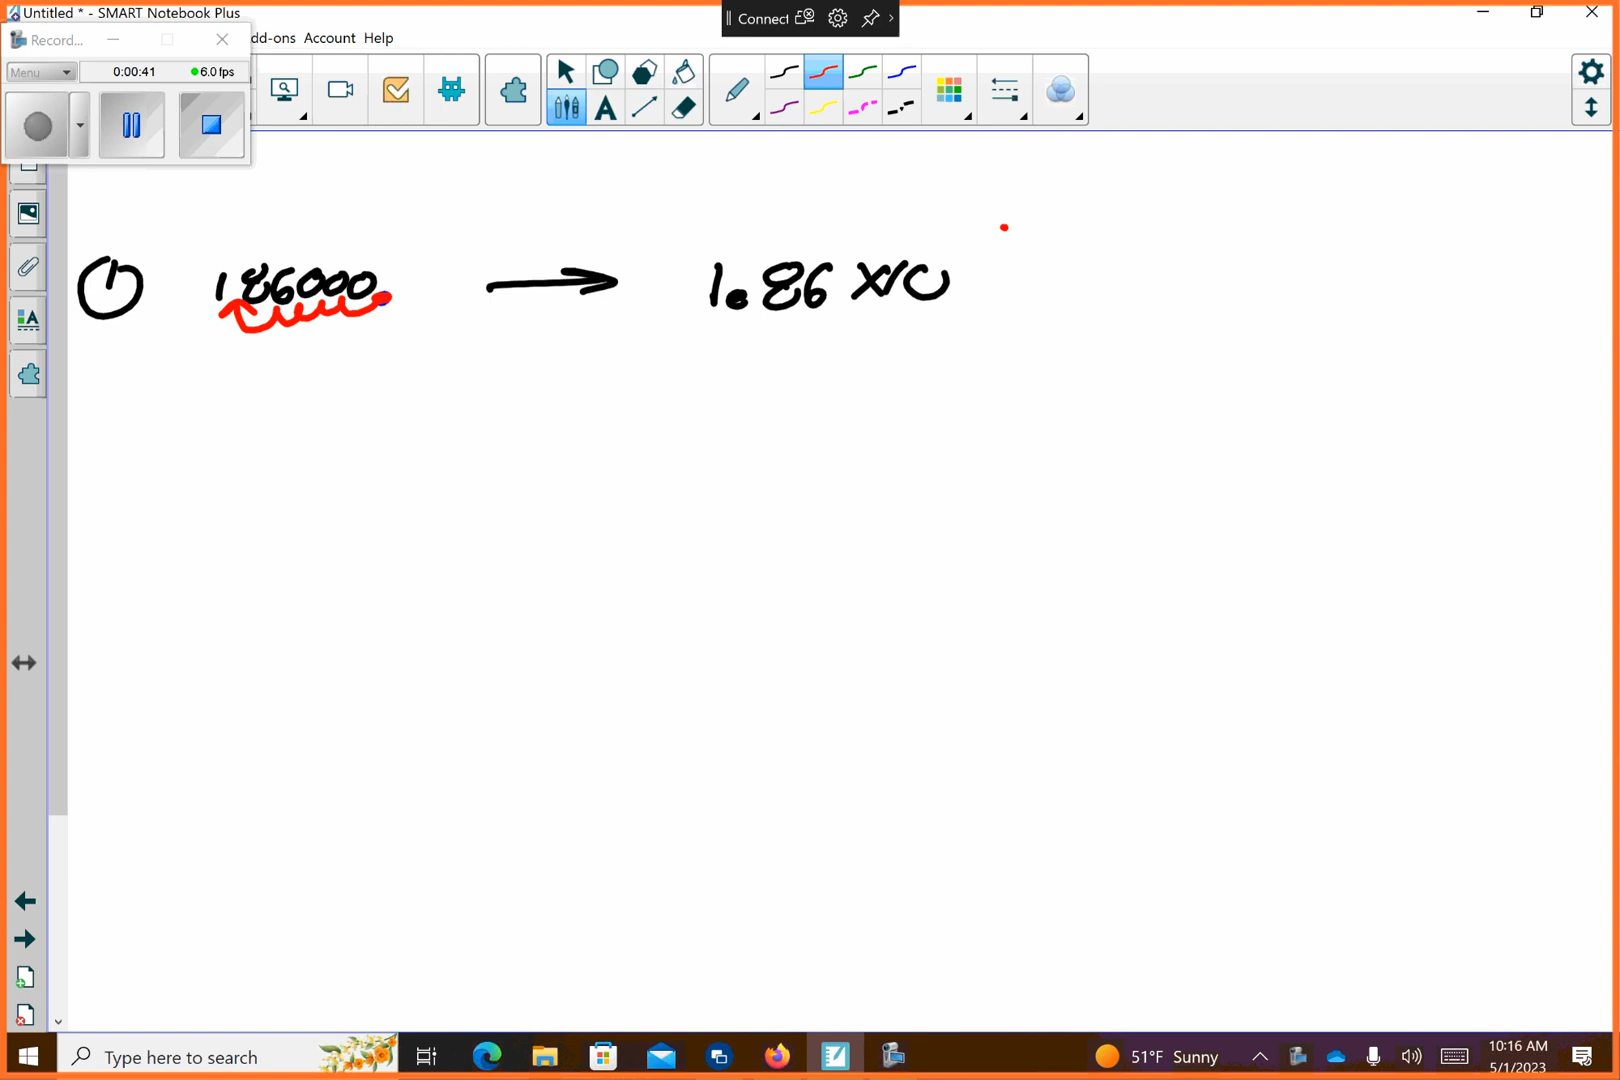 Untitled * - SMART Notebook Plus
Connect
Record...
dd-ons Account Help
Menu 0:00:41 6.0 fps
A
① 186000. → 1.86 X10
A
Type here to search
51°F Sunny
10:16 AM
5/1/2023